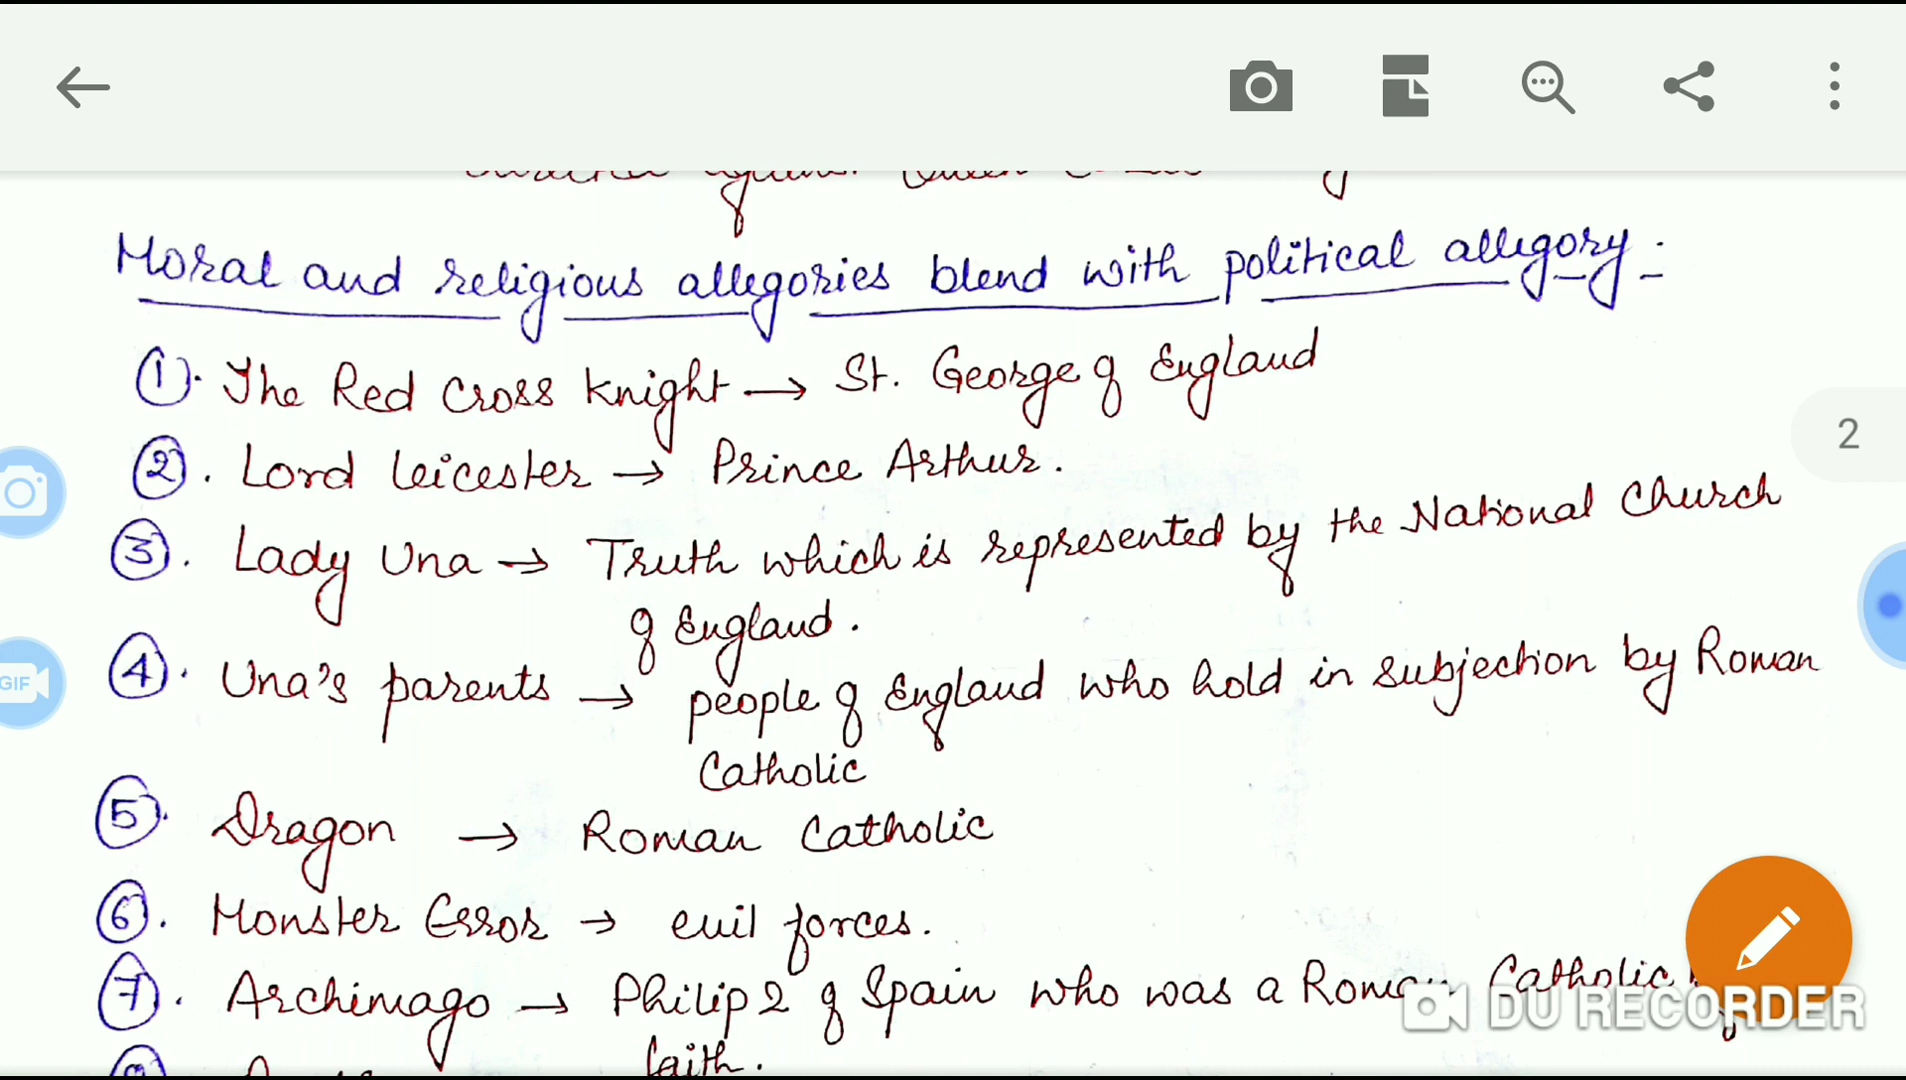 Moral and religious allegories blend with political allegory :-
2
①. The Red Cross Knight → St. George of England
②. Lord Leicester → Prince Arthur.
③. Lady Una → Truth which is represented by the National Church
of England.
④. Una's parents → people of England who hold in subjection by Roman
Catholic
⑤. Dragon → Roman Catholic
⑥. Monster Error → evil forces.
⑦. Archimago → Philip 2 of Spain who was a Roman Catholic
faith.
GIF
DU RECORDER